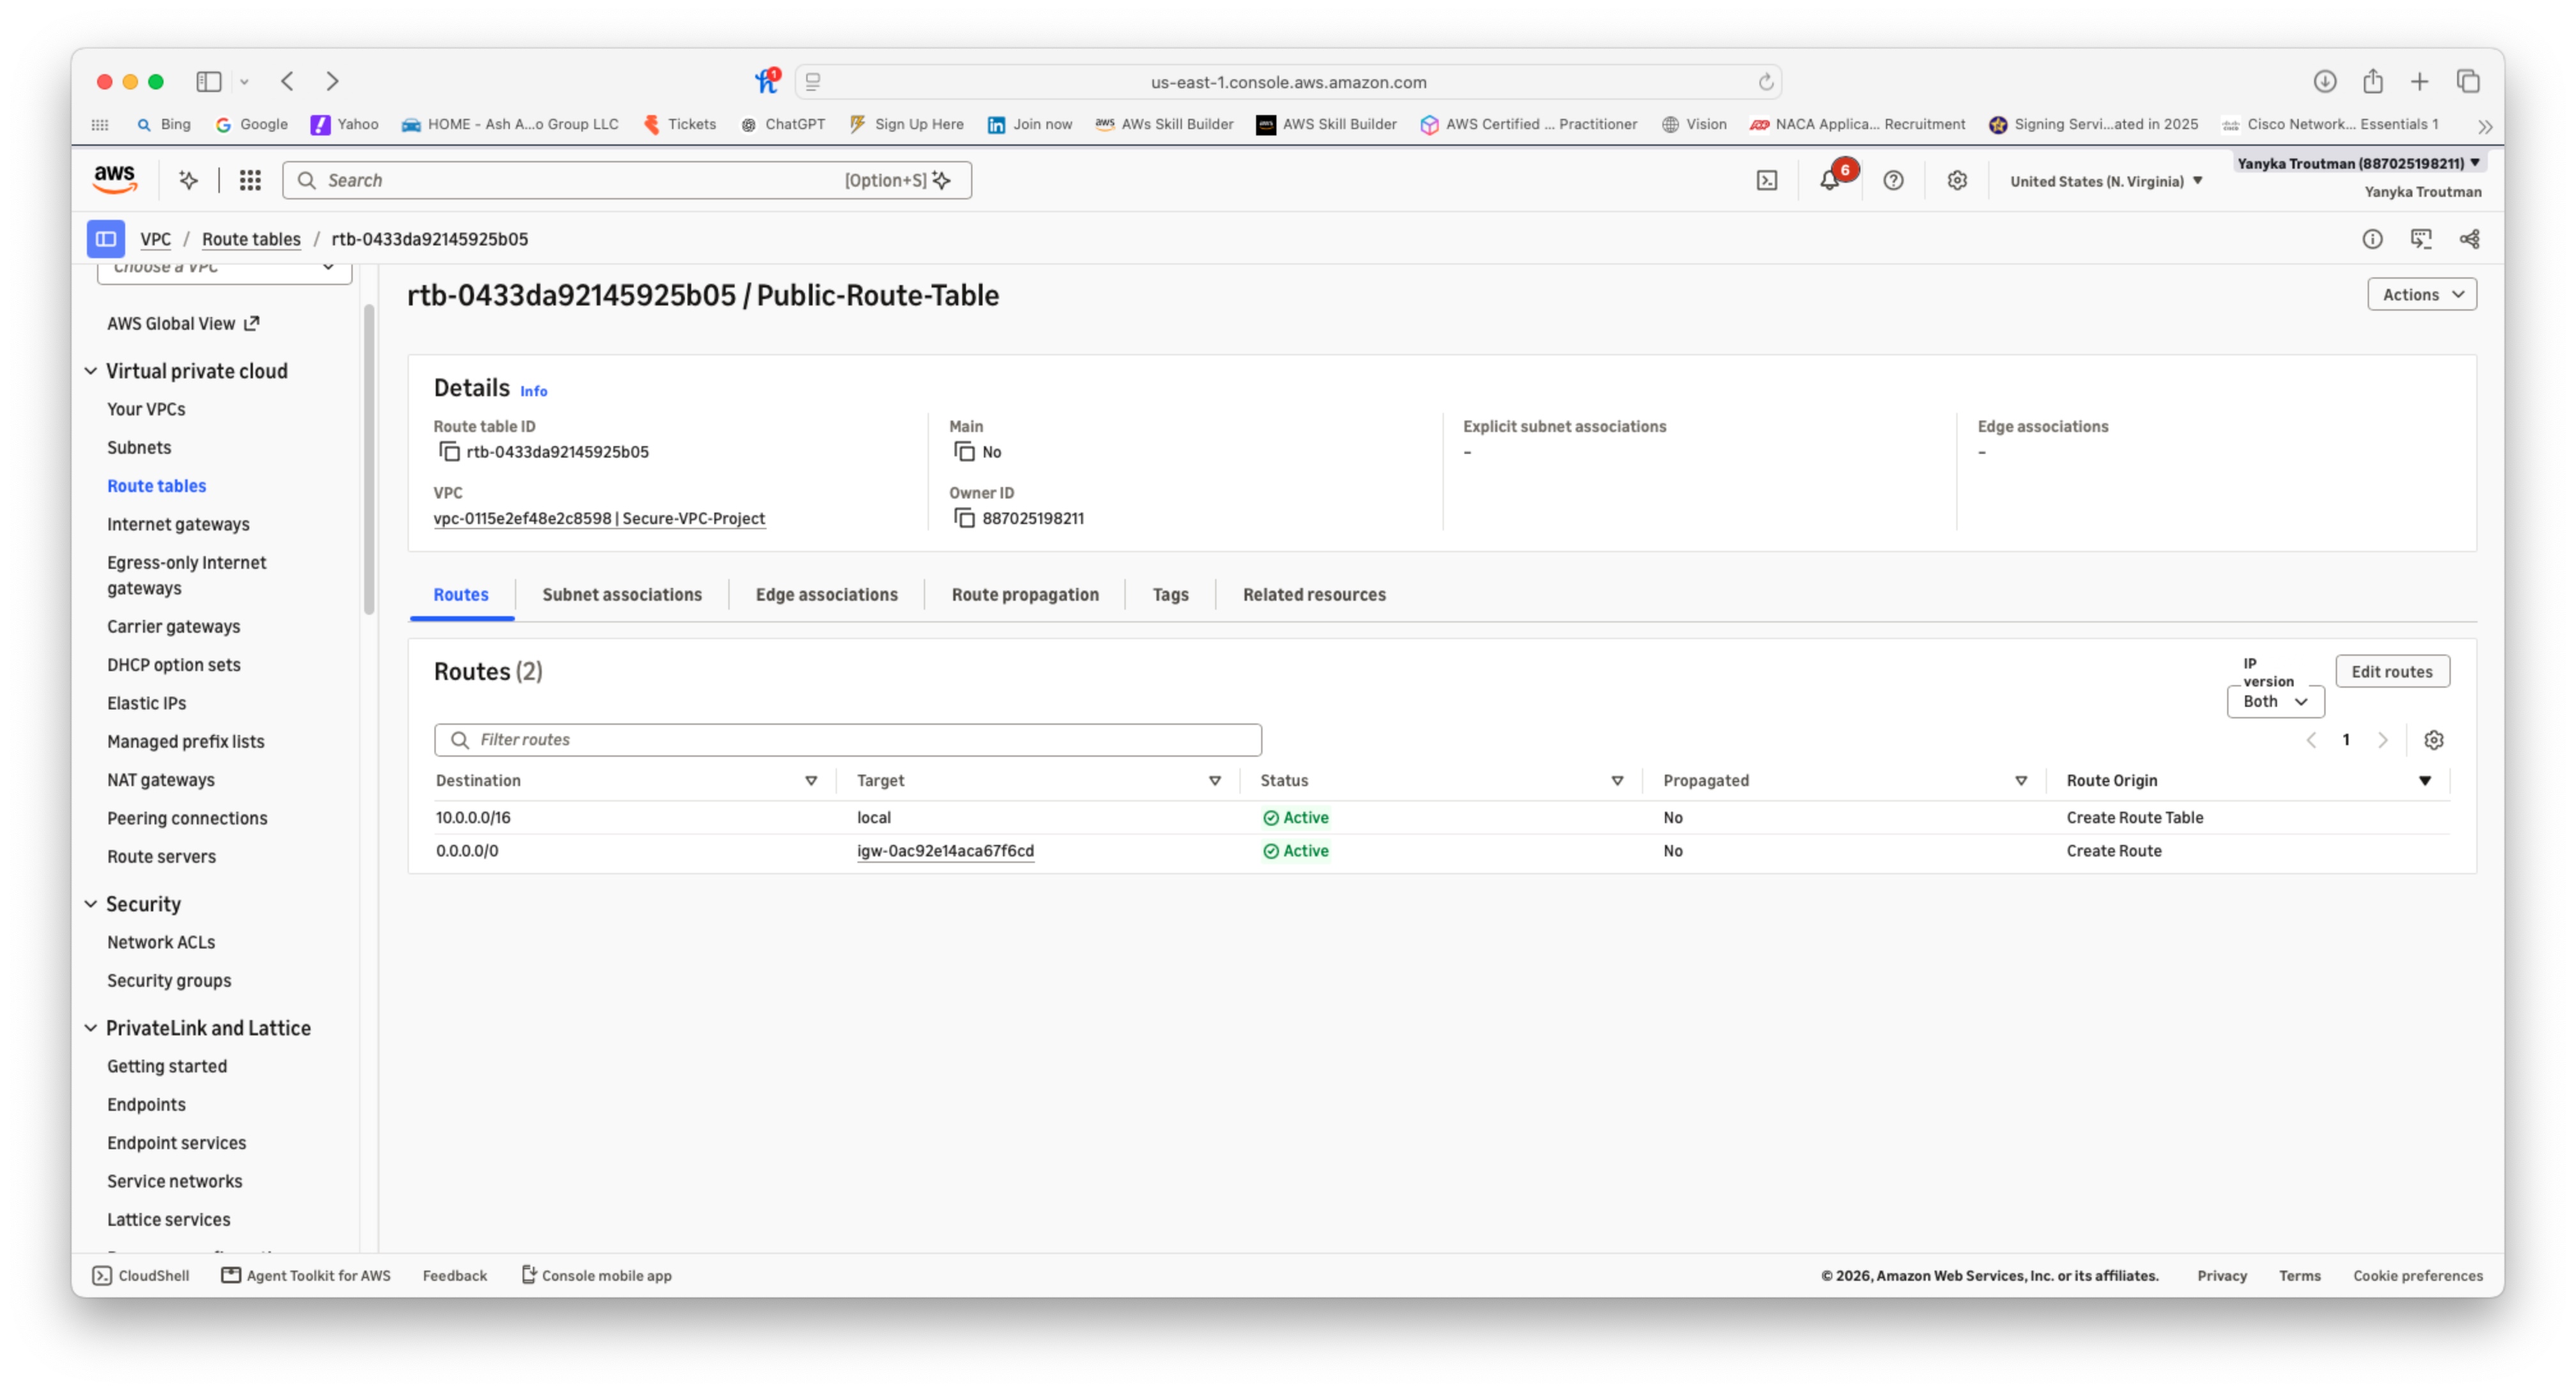 us-east-1.console.aws.amazon.com
1
Bing Google Yahoo HOME - Ash A...o Group LLC Tickets ChatGPT Sign Up Here Join now AWs Skill Builder AWS Skill Builder AWS Certified ... Practitioner Vision NACA Applica... Recruitment Signing Servi...ated in 2025 Cisco Network... Essentials 1
aws Search [Option+S] 6 United States (N. Virginia) Yanyka Troutman (887025198211)
Yanyka Troutman
VPC / Route tables / rtb-0433da92145925b05
Choose a VPC
AWS Global View
Virtual private cloud
Your VPCs
Subnets
Route tables
Internet gateways
Egress-only Internet
gateways
Carrier gateways
DHCP option sets
Elastic IPs
Managed prefix lists
NAT gateways
Peering connections
Route servers
Security
Network ACLs
Security groups
PrivateLink and Lattice
Getting started
Endpoints
Endpoint services
Service networks
Lattice services
rtb-0433da92145925b05 / Public-Route-Table
Actions
Details Info
Route table ID
rtb-0433da92145925b05
Main
No
Explicit subnet associations
-
Edge associations
-
VPC
vpc-0115e2ef48e2c8598 | Secure-VPC-Project
Owner ID
887025198211
Routes Subnet associations Edge associations Route propagation Tags Related resources
Routes (2)
IP
version
Both
Edit routes
Filter routes
1
Destination Target Status Propagated Route Origin
10.0.0.0/16 local Active No Create Route Table
0.0.0.0/0 igw-0ac92e14aca67f6cd Active No Create Route
CloudShell Agent Toolkit for AWS Feedback Console mobile app © 2026, Amazon Web Services, Inc. or its affiliates. Privacy Terms Cookie preferences